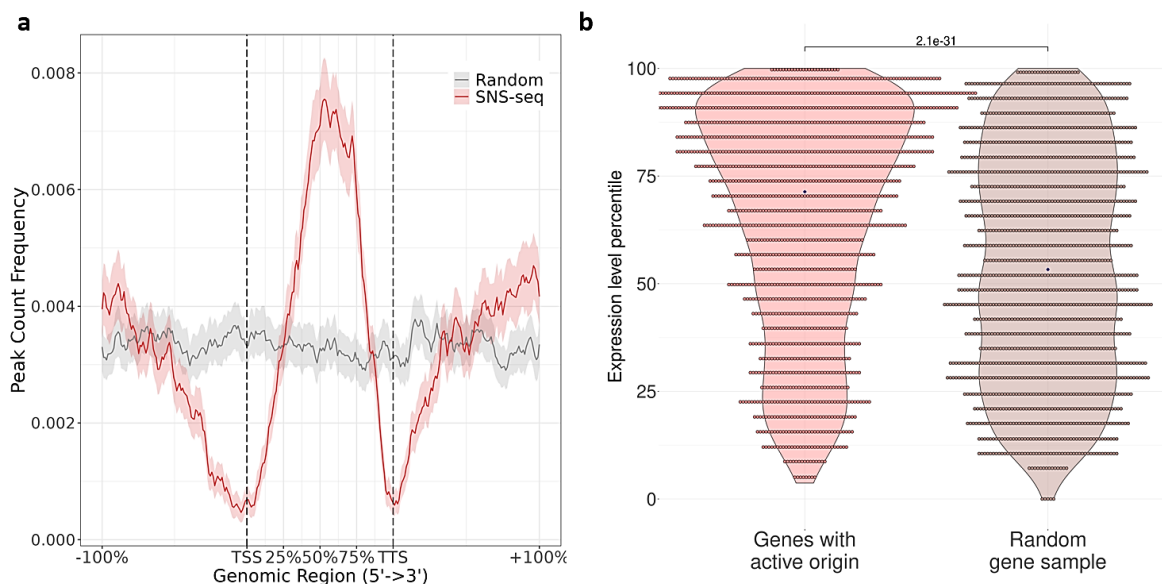 a
0.008
0.006
0.004
0.002
0.000
Peak Count Frequency
Random
SNS-seq
-100%
TSS
25%
50%
75%
TTS
+100%
Genomic Region (5'->3')
b
2.1e-31
100
75
50
25
0
Expression level percentile
Genes with
active origin
Random
gene sample